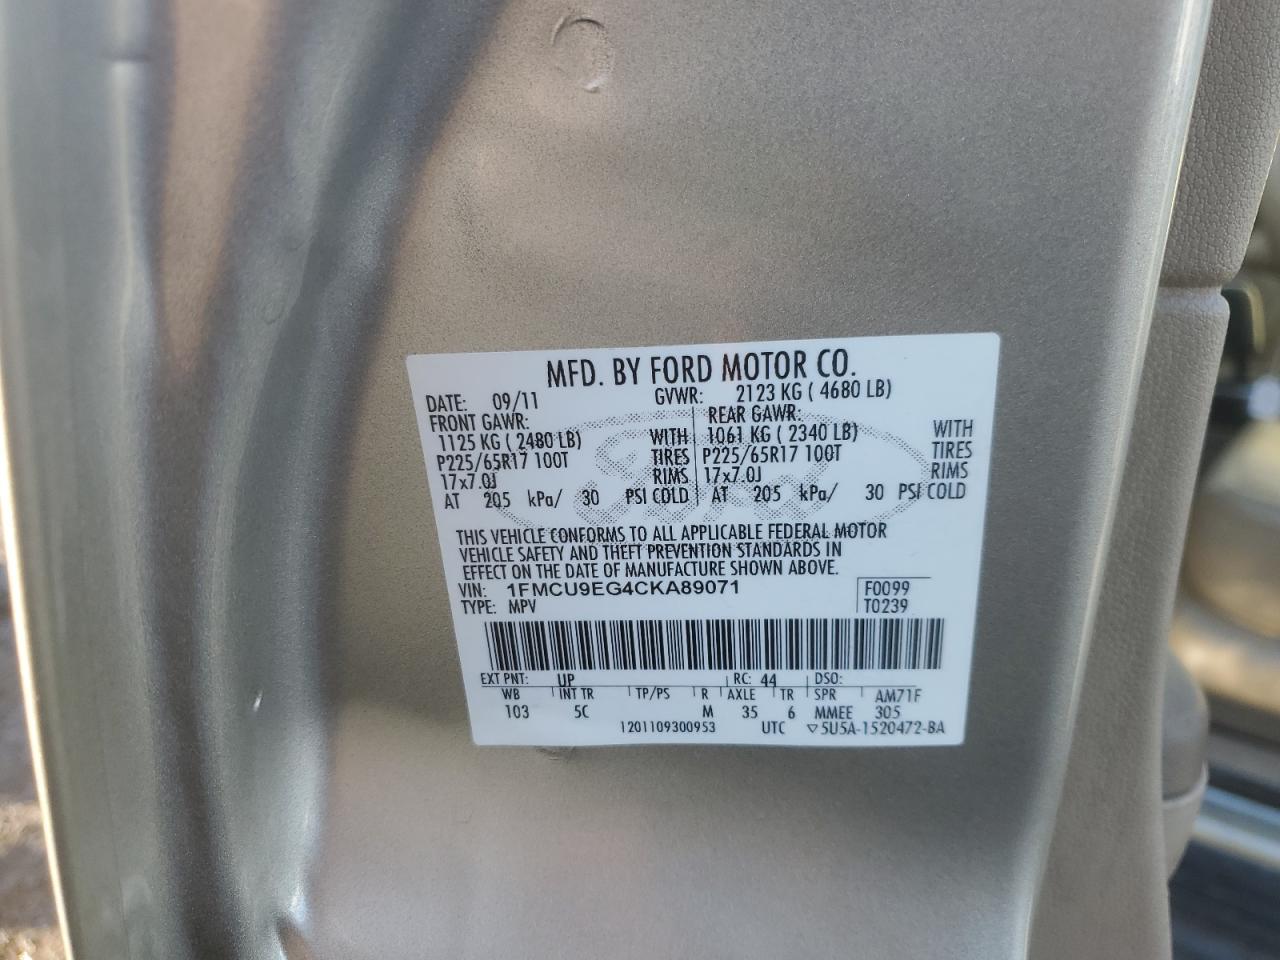 MFD. BY FORD MOTOR CO.
DATE: 09/11 GVWR: 2123 KG ( 4680 LB)
FRONT GAWR: REAR GAWR:
1125 KG ( 2480 LB) WITH 1061 KG ( 2340 LB) WITH
P225/65R17 100T TIRES P225/65R17 100T TIRES
17x7.0J RIMS 17x7.0J RIMS
AT 205 kPa/ 30 PSI COLD AT 205 kPa/ 30 PSI COLD
Ford
THIS VEHICLE CONFORMS TO ALL APPLICABLE FEDERAL MOTOR
VEHICLE SAFETY AND THEFT PREVENTION STANDARDS IN
EFFECT ON THE DATE OF MANUFACTURE SHOWN ABOVE.
VIN: 1FMCU9EG4CKA89071 F0099
TYPE: MPV T0239
EXT PNT: UP RC: 44 DSO:
WB INT TR TP/PS R AXLE TR SPR AM71F
103 5C M 35 6 MMEE 305
1201109300953 UTC ▽5U5A-1520472-BA